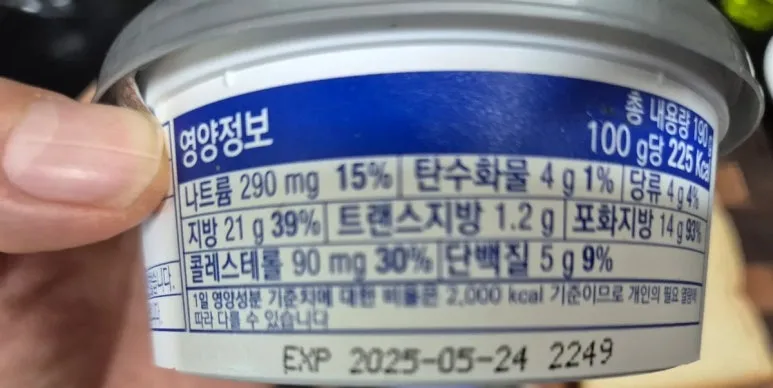 영양정보
총 내용량 190 g
100 g당 225 Kcal
나트륨 290 mg 15% 탄수화물 4 g 1% 당류 4 g 4%
지방 21 g 39% 트랜스지방 1.2 g 포화지방 14 g 93%
콜레스테롤 90 mg 30% 단백질 5 g 9%
1일 영양성분 기준치에 대한 비율은 2,000 kcal 기준이므로 개인의 필요 열량에
따라 다를 수 있습니다
EXP 2025-05-24 2249